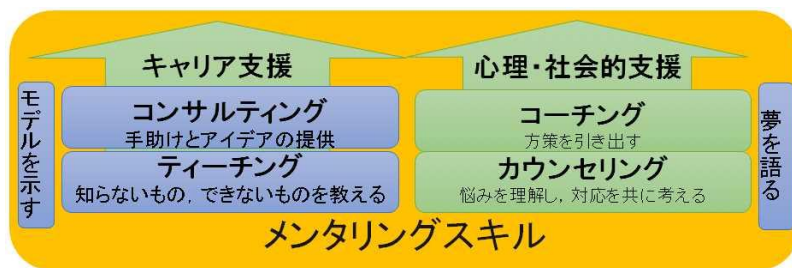 キャリア支援
心理・社会的支援
モデルを示す
コンサルティング
手助けとアイデアの提供
ティーチング
知らないもの，できないものを教える
コーチング
方策を引き出す
カウンセリング
悩みを理解し，対応を共に考える
夢を語る
メンタリングスキル